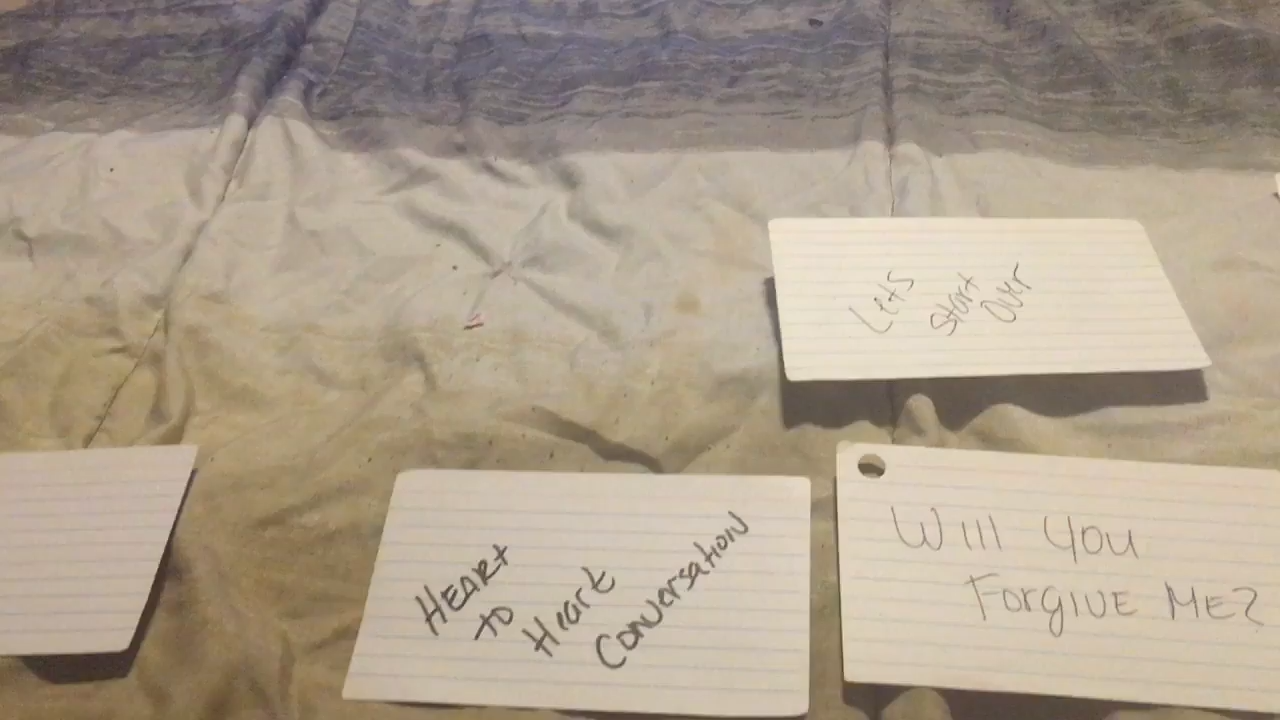 Lets
Start
Over
HEART
to
Heart
Conversation
Will You
Forgive Me?